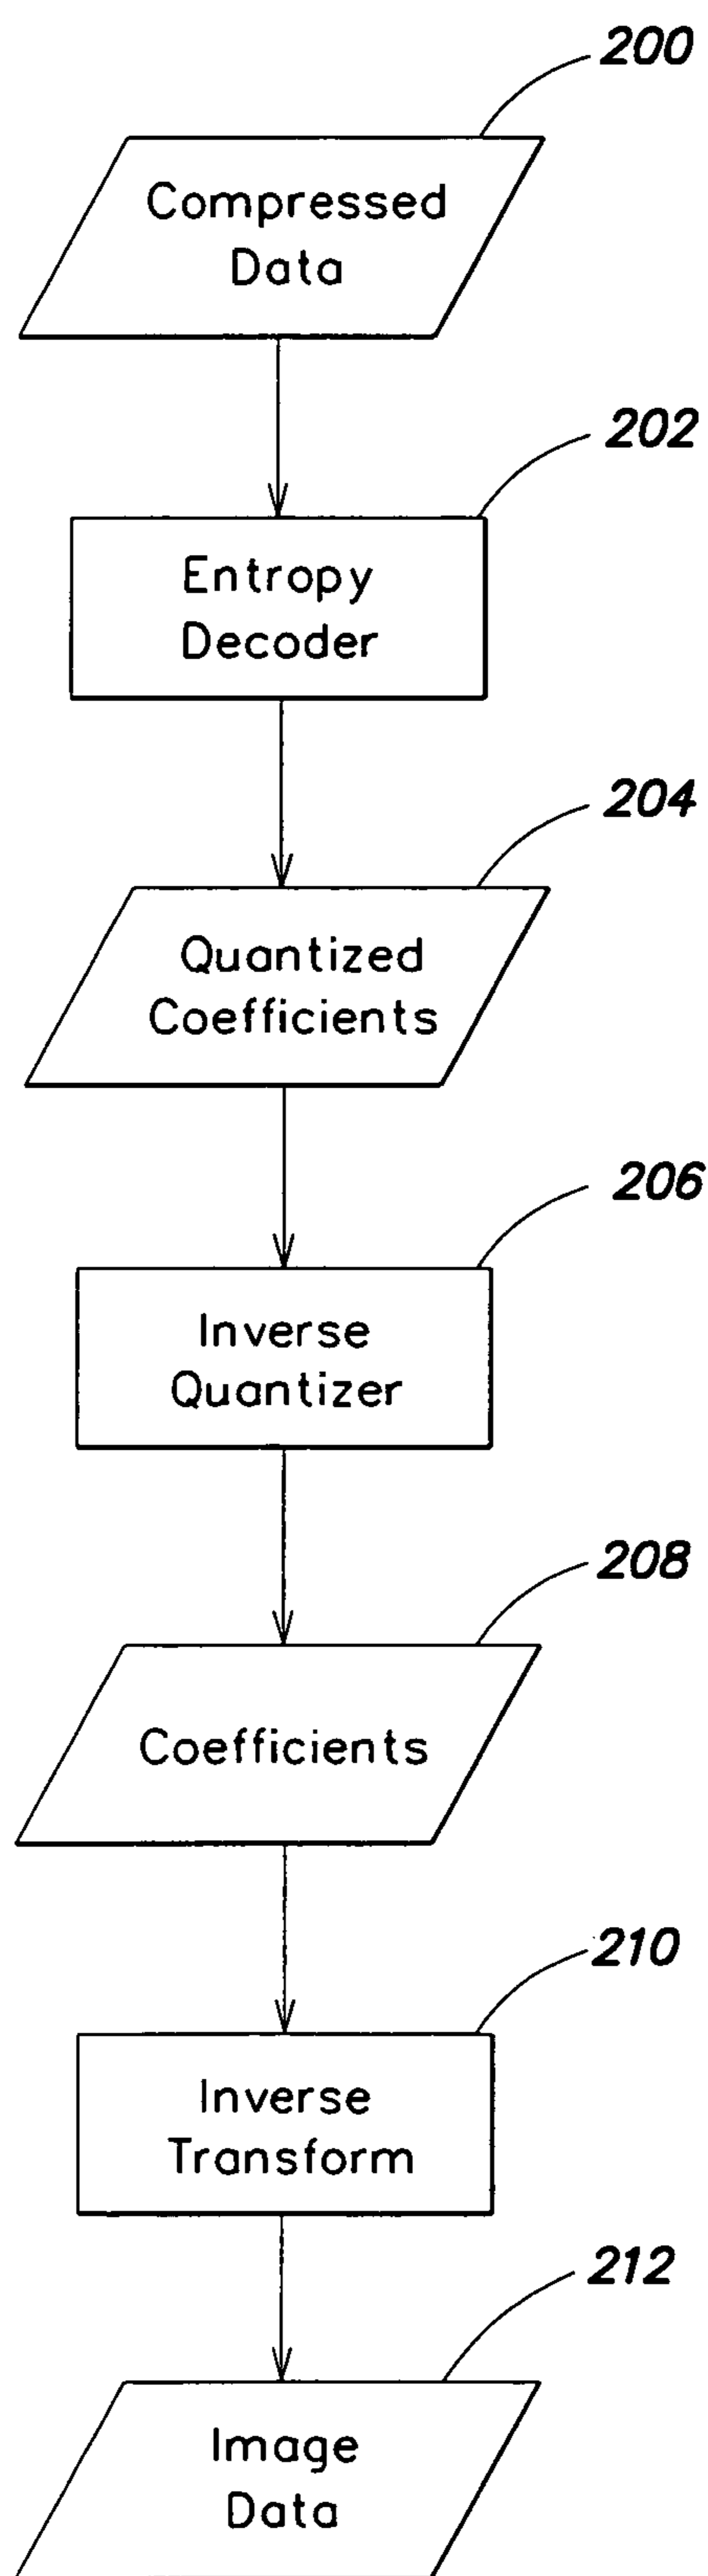 200
Compressed
Data
202
Entropy
Decoder
204
Quantized
Coefficients
206
Inverse
Quantizer
208
Coefficients
210
Inverse
Transform
212
Image
Data